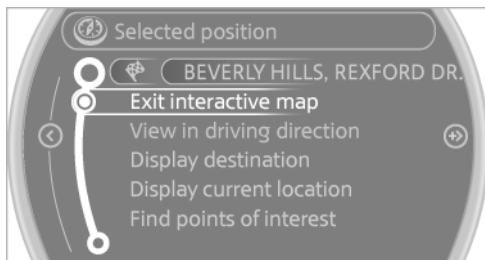 Selected position
BEVERLY HILLS, REXFORD DR.
Exit interactive map
View in driving direction
Display destination
Display current location
Find points of interest